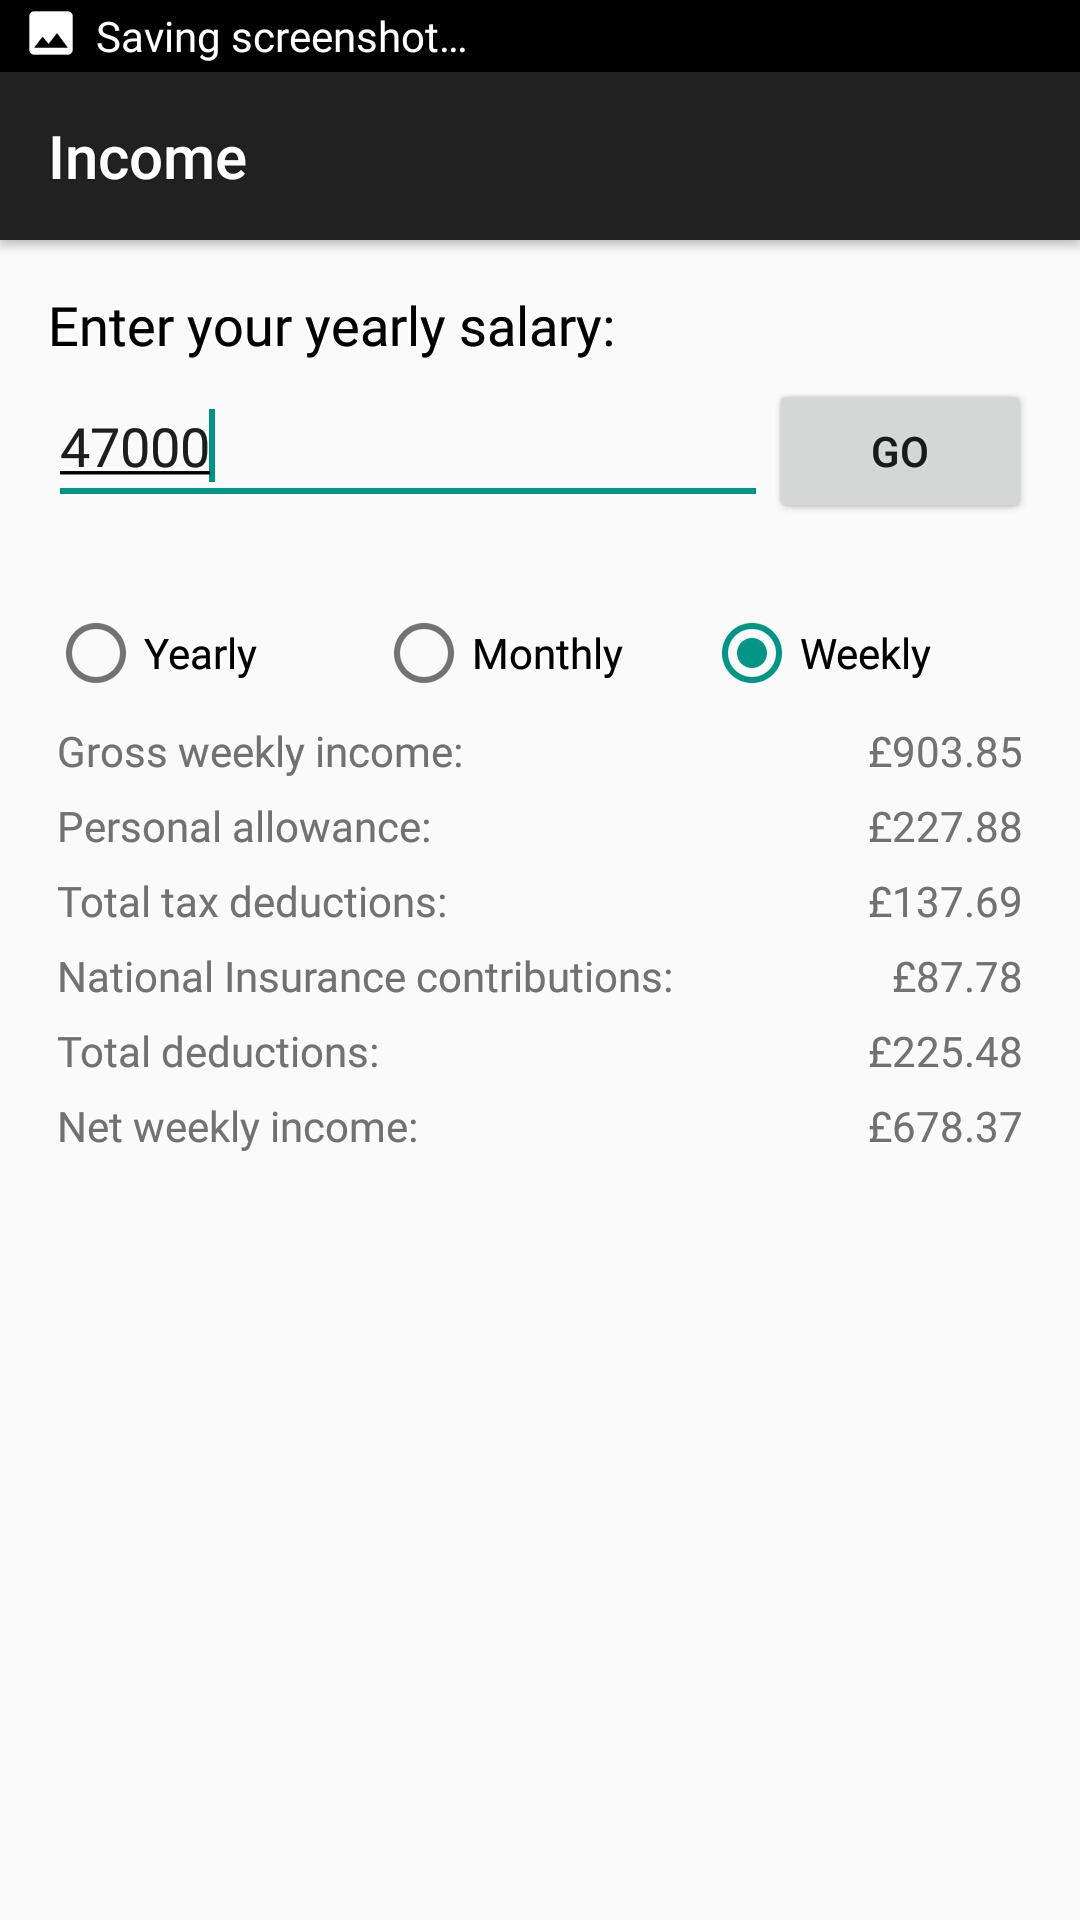 Saving screenshot...
Income
Enter your yearly salary:
47000
GO
Yearly Monthly Weekly
Gross weekly income: £903.85
Personal allowance: £227.88
Total tax deductions: £137.69
National Insurance contributions: £87.78
Total deductions: £225.48
Net weekly income: £678.37